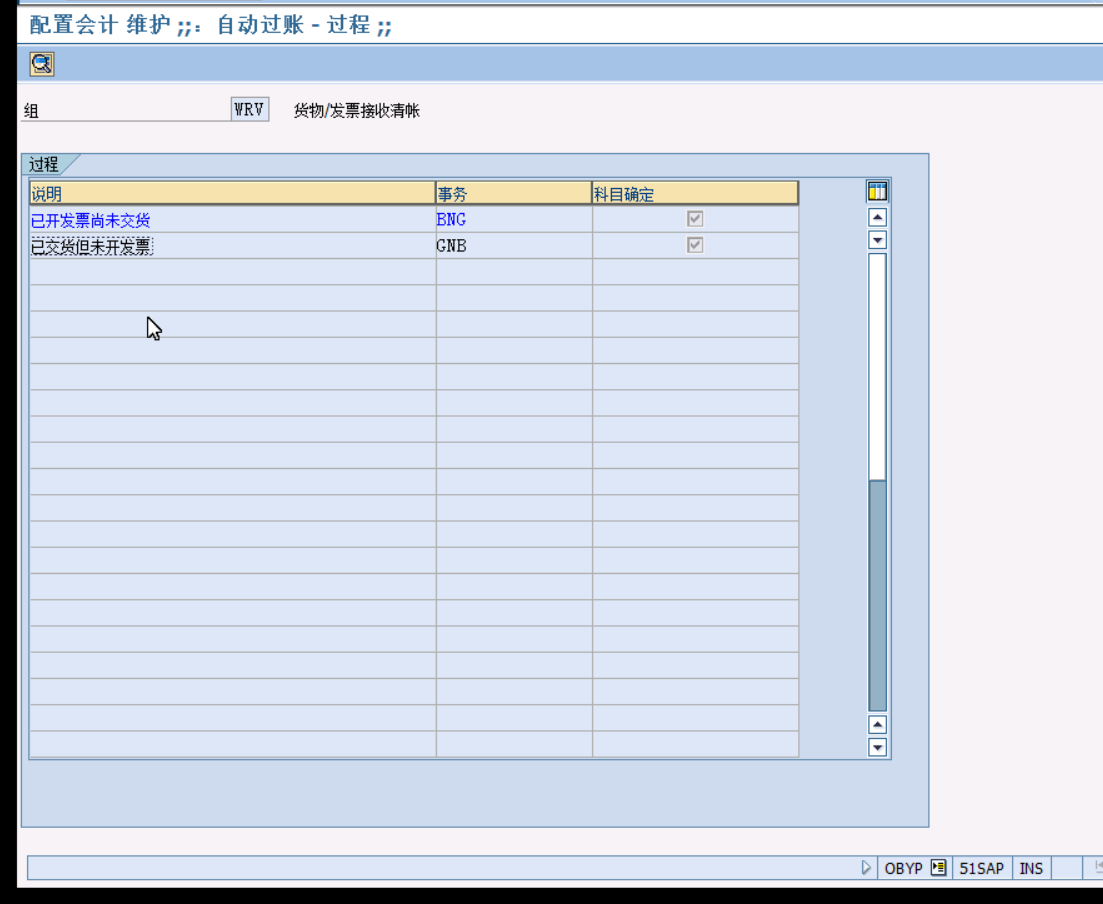 配置会计 维护 ;;: 自动过账 - 过程 ;;
组 WRV 货物/发票接收清帐
过程
说明 事务 科目确定
已开发票尚未交货 BNG
已交货但未开发票 GNB
OBYP 51SAP INS